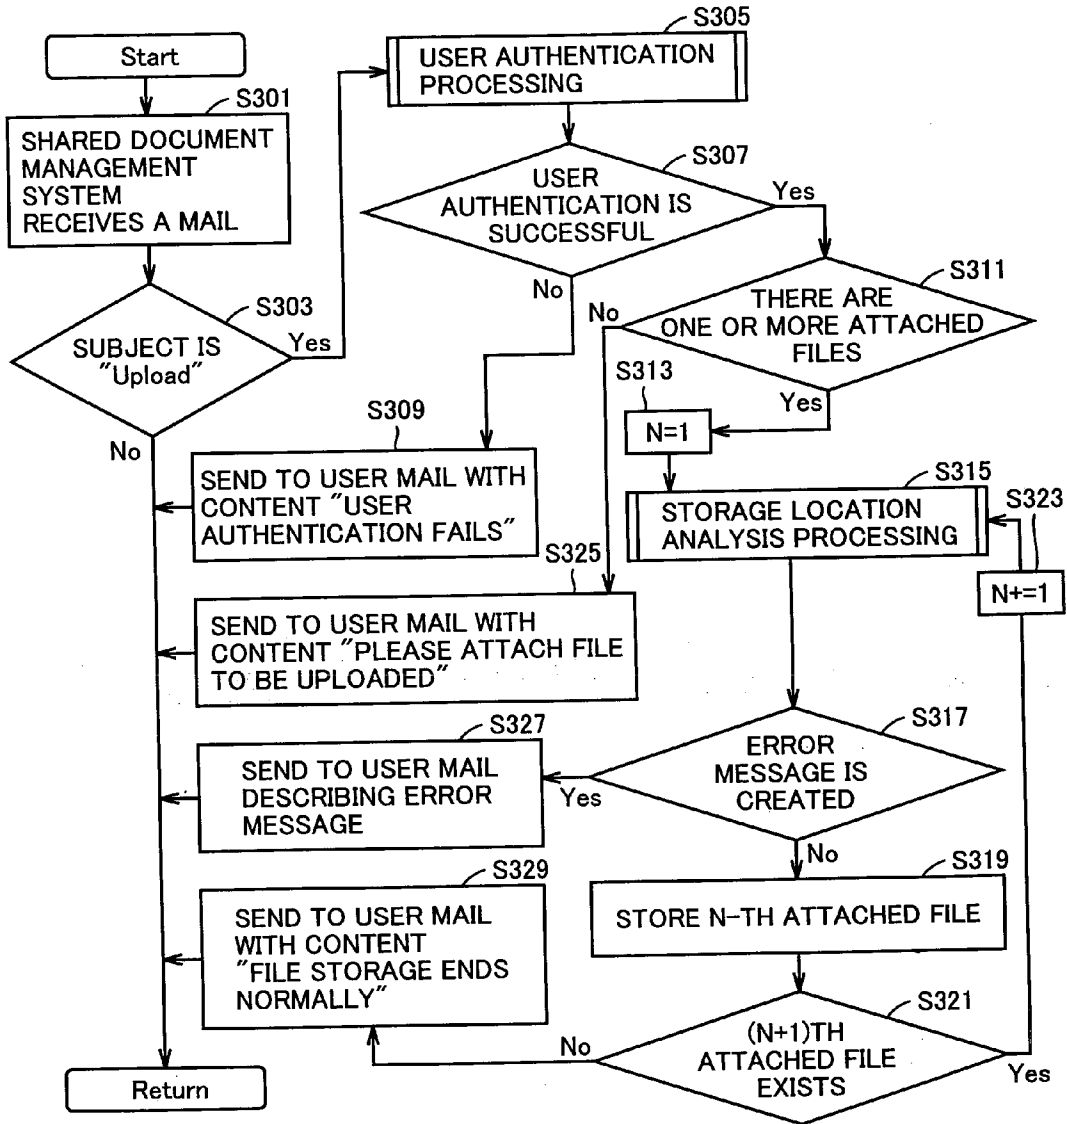 Start
S301
SHARED DOCUMENT
MANAGEMENT
SYSTEM
RECEIVES A MAIL
S303
SUBJECT IS
"Upload"
Yes
No
S305
USER AUTHENTICATION
PROCESSING
S307
USER
AUTHENTICATION IS
SUCCESSFUL
Yes
No
S311
THERE ARE
ONE OR MORE ATTACHED
FILES
No
Yes
S313
N=1
S309
SEND TO USER MAIL WITH
CONTENT "USER
AUTHENTICATION FAILS"
S315
STORAGE LOCATION
ANALYSIS PROCESSING
S323
N+=1
S325
SEND TO USER MAIL WITH
CONTENT "PLEASE ATTACH FILE
TO BE UPLOADED"
S317
ERROR
MESSAGE IS
CREATED
Yes
No
S327
SEND TO USER MAIL
DESCRIBING ERROR
MESSAGE
S319
STORE N-TH ATTACHED FILE
S329
SEND TO USER MAIL
WITH CONTENT
"FILE STORAGE ENDS
NORMALLY"
S321
(N+1)TH
ATTACHED FILE
EXISTS
No
Yes
Return